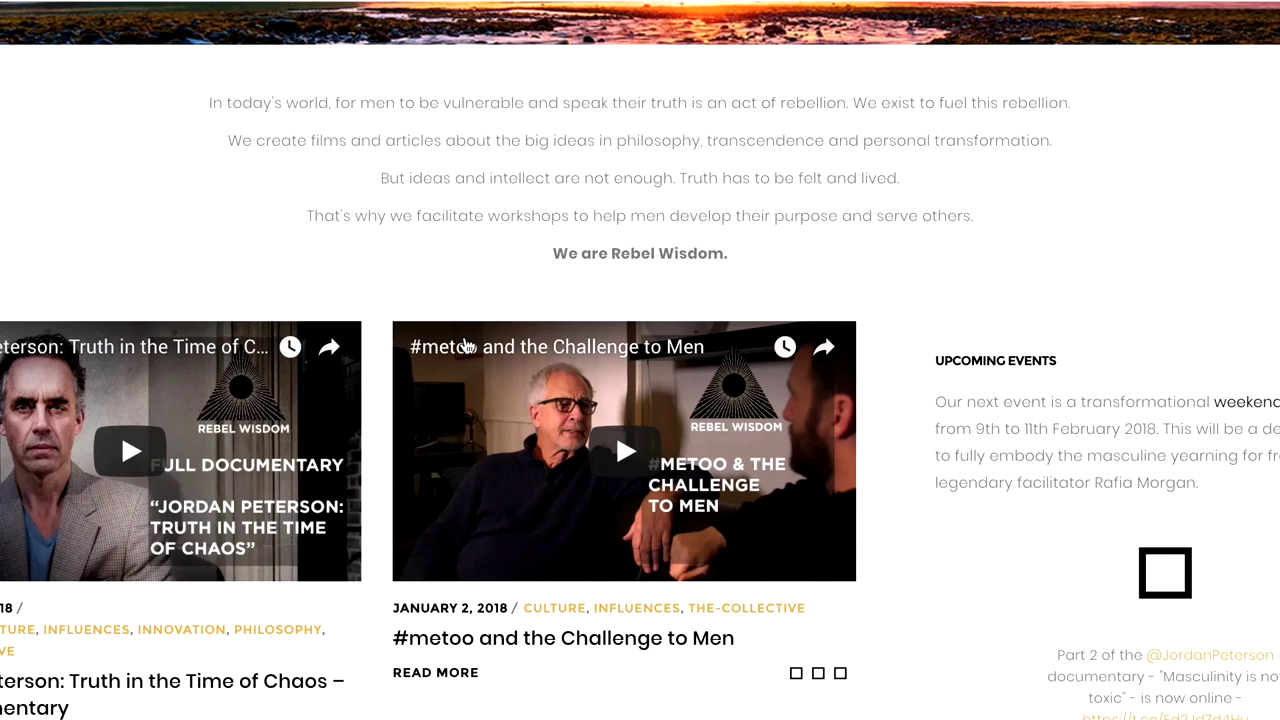 In today's world, for men to be vulnerable and speak their truth is an act of rebellion. We exist to fuel this rebellion.
We create films and articles about the big ideas in philosophy, transcendence and personal transformation.
But ideas and intellect are not enough. Truth has to be felt and lived.
That's why we facilitate workshops to help men develop their purpose and serve others.
We are Rebel Wisdom.
eterson: Truth in the Time of C...
REBEL WISDOM
FULL DOCUMENTARY
“JORDAN PETERSON:
TRUTH IN THE TIME
OF CHAOS”
18 /
TURE, INFLUENCES, INNOVATION, PHILOSOPHY,
VE
terson: Truth in the Time of Chaos –
nentary
#metoo and the Challenge to Men
REBEL WISDOM
#METOO & THE
CHALLENGE
TO MEN
JANUARY 2, 2018 / CULTURE, INFLUENCES, THE-COLLECTIVE
#metoo and the Challenge to Men
READ MORE
UPCOMING EVENTS
Our next event is a transformational weekend
from 9th to 11th February 2018. This will be a de
to fully embody the masculine yearning for fr
legendary facilitator Rafia Morgan.
Part 2 of the @JordanPeterson
documentary - "Masculinity is not
toxic" - is now online -